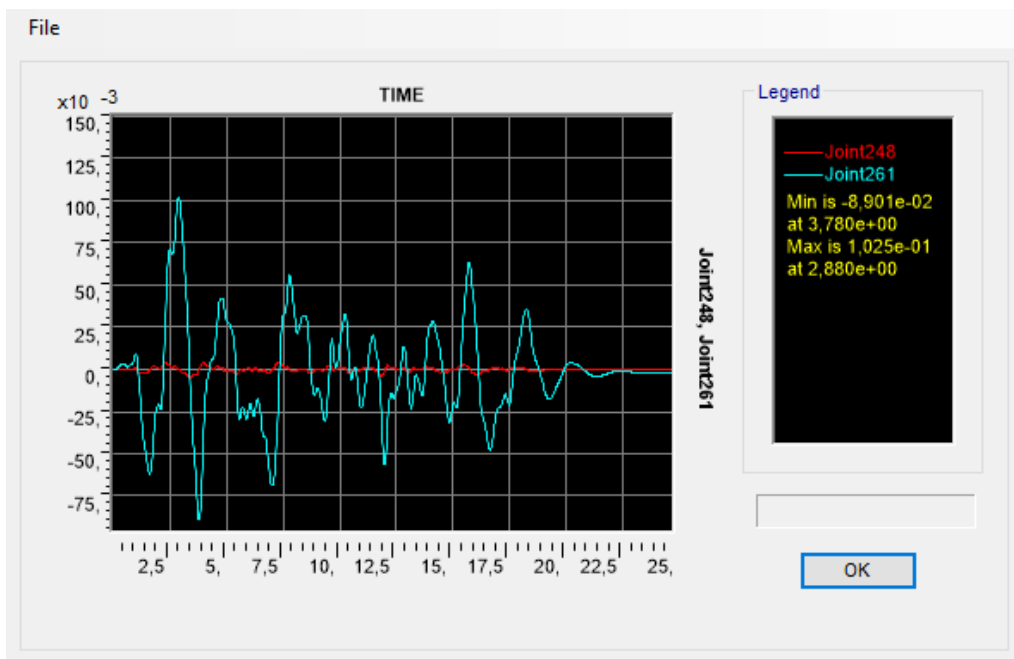 File
x10 -3
TIME
150,
125,
100,
75,
50,
25,
0,
-25,
-50,
-75,
2,5 5, 7,5 10, 12,5 15, 17,5 20, 22,5 25,
Joint248, Joint261
Legend
Joint248
Joint261
Min is -8,901e-02
at 3,780e+00
Max is 1,025e-01
at 2,880e+00
OK